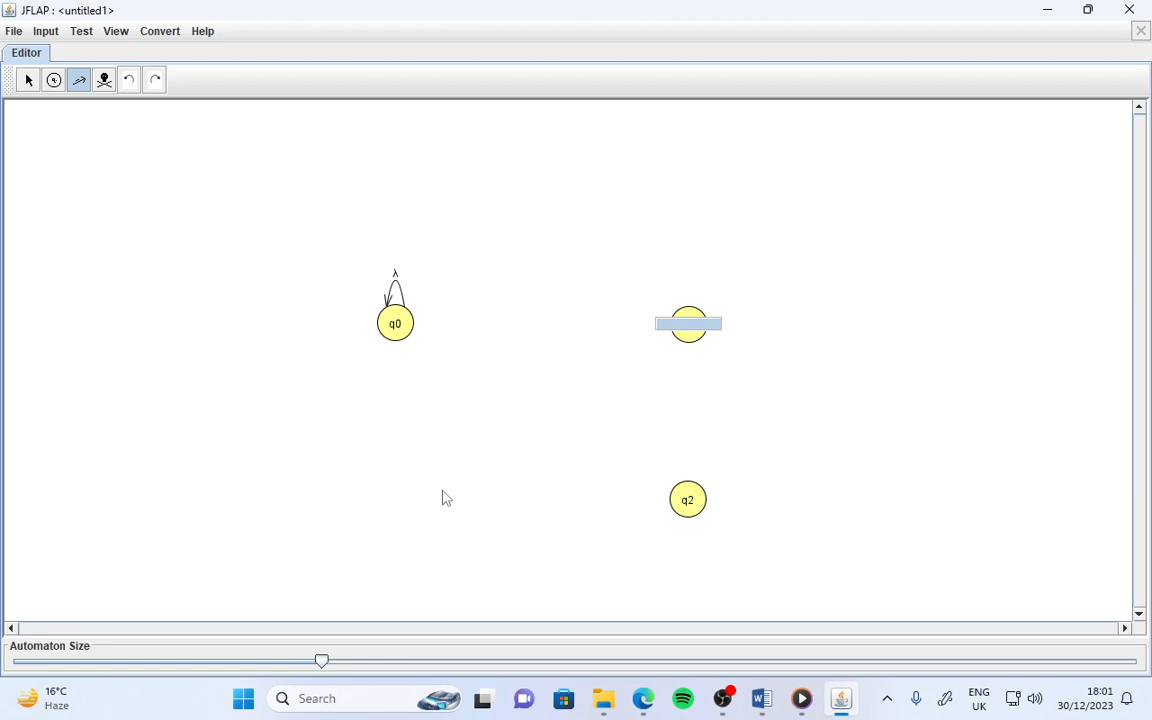 JFLAP : <untitled1>
File Input Test View Convert Help
Editor
λ
q0
q2
Automaton Size
16°C
Haze
Search
ENG
UK
18:01
30/12/2023